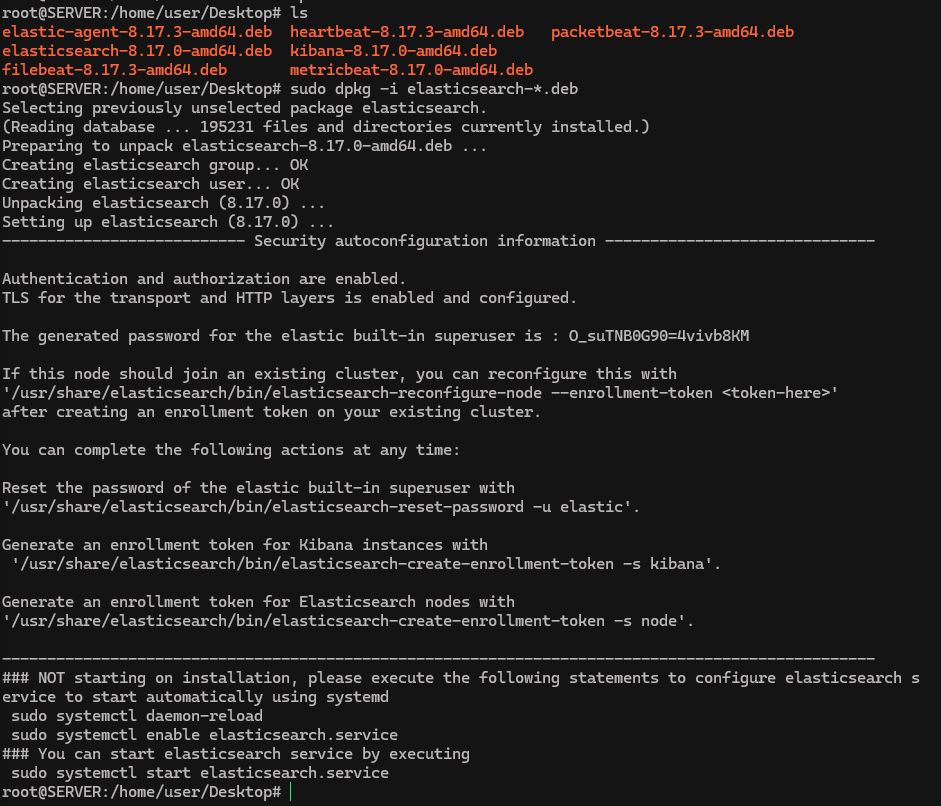 root@SERVER:/home/user/Desktop# ls
elastic-agent-8.17.3-amd64.deb  heartbeat-8.17.3-amd64.deb   packetbeat-8.17.3-amd64.deb
elasticsearch-8.17.0-amd64.deb  kibana-8.17.0-amd64.deb
filebeat-8.17.3-amd64.deb       metricbeat-8.17.0-amd64.deb
root@SERVER:/home/user/Desktop# sudo dpkg -i elasticsearch-*.deb
Selecting previously unselected package elasticsearch.
(Reading database ... 195231 files and directories currently installed.)
Preparing to unpack elasticsearch-8.17.0-amd64.deb ...
Creating elasticsearch group... OK
Creating elasticsearch user... OK
Unpacking elasticsearch (8.17.0) ...
Setting up elasticsearch (8.17.0) ...
--------------------------- Security autoconfiguration information ------------------------------
Authentication and authorization are enabled.
TLS for the transport and HTTP layers is enabled and configured.
The generated password for the elastic built-in superuser is : O_suTNB0G90=4vivb8KM
If this node should join an existing cluster, you can reconfigure this with
'/usr/share/elasticsearch/bin/elasticsearch-reconfigure-node --enrollment-token <token-here>'
after creating an enrollment token on your existing cluster.
You can complete the following actions at any time:
Reset the password of the elastic built-in superuser with
'/usr/share/elasticsearch/bin/elasticsearch-reset-password -u elastic'.
Generate an enrollment token for Kibana instances with
 '/usr/share/elasticsearch/bin/elasticsearch-create-enrollment-token -s kibana'.
Generate an enrollment token for Elasticsearch nodes with
'/usr/share/elasticsearch/bin/elasticsearch-create-enrollment-token -s node'.
-------------------------------------------------------------------------------------------------
### NOT starting on installation, please execute the following statements to configure elasticsearch s
ervice to start automatically using systemd
 sudo systemctl daemon-reload
 sudo systemctl enable elasticsearch.service
### You can start elasticsearch service by executing
 sudo systemctl start elasticsearch.service
root@SERVER:/home/user/Desktop#